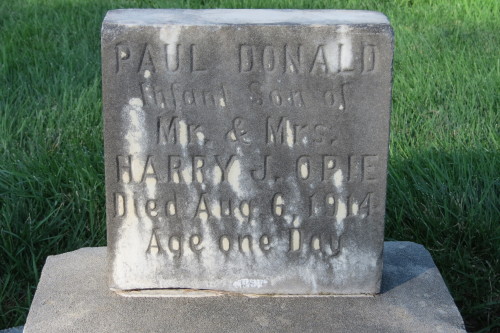 PAUL DONALD
Infant Son of
Mr. & Mrs.
HARRY J. OPIE
Died Aug. 6, 1914
Age one Day